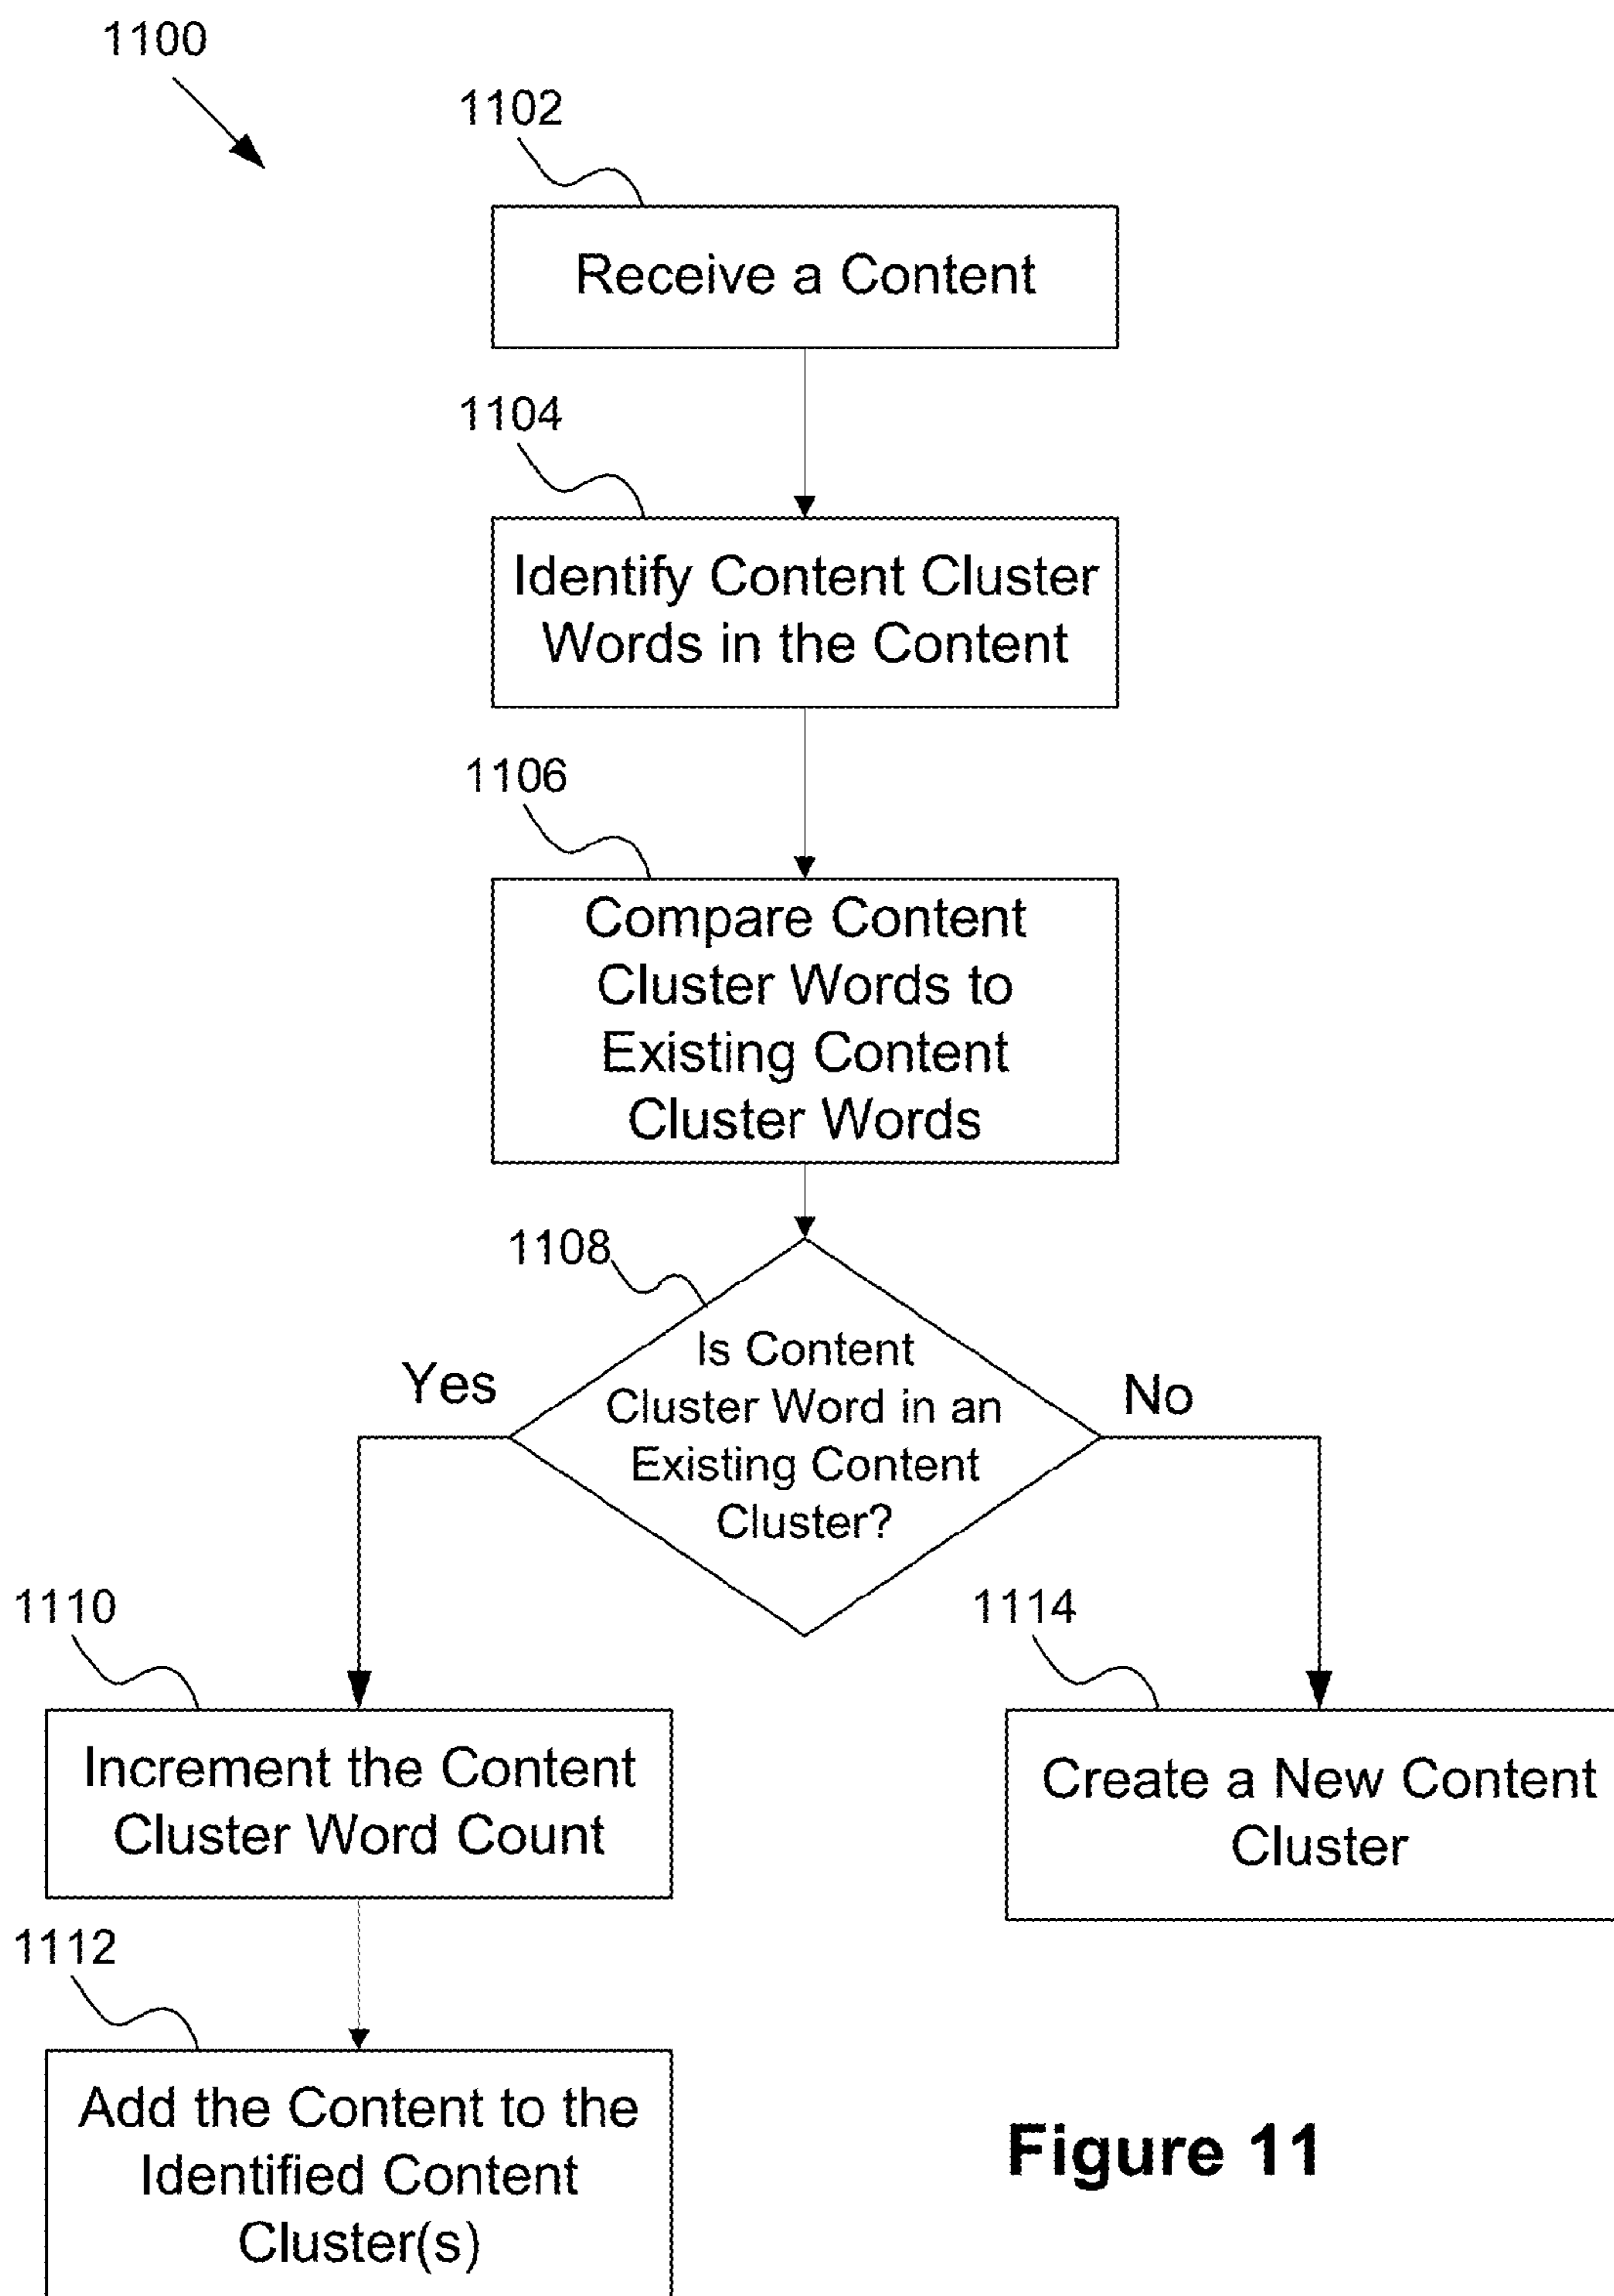 1100
1102
Receive a Content
1104
Identify Content Cluster
Words in the Content
1106
Compare Content
Cluster Words to
Existing Content
Cluster Words
1108
Is Content
Cluster Word in an
Existing Content
Cluster?
Yes
No
1110
Increment the Content
Cluster Word Count
1114
Create a New Content
Cluster
1112
Add the Content to the
Identified Content
Cluster(s)
Figure 11